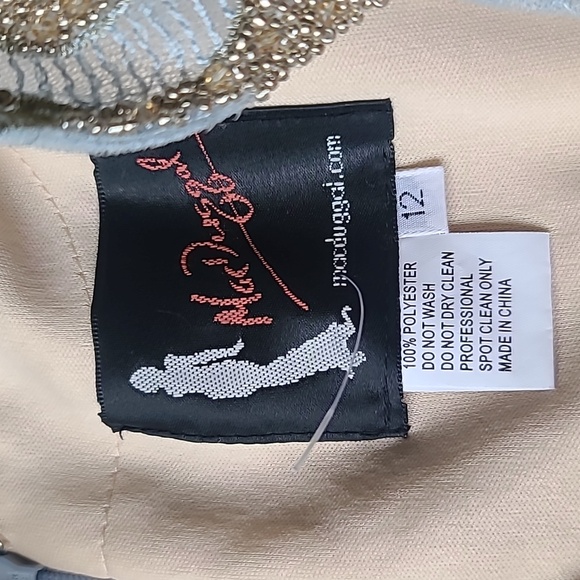 Mac Duggal
macduggal.com
12
100% POLYESTER
DO NOT WASH
DO NOT DRY CLEAN
PROFESSIONAL
SPOT CLEAN ONLY
MADE IN CHINA